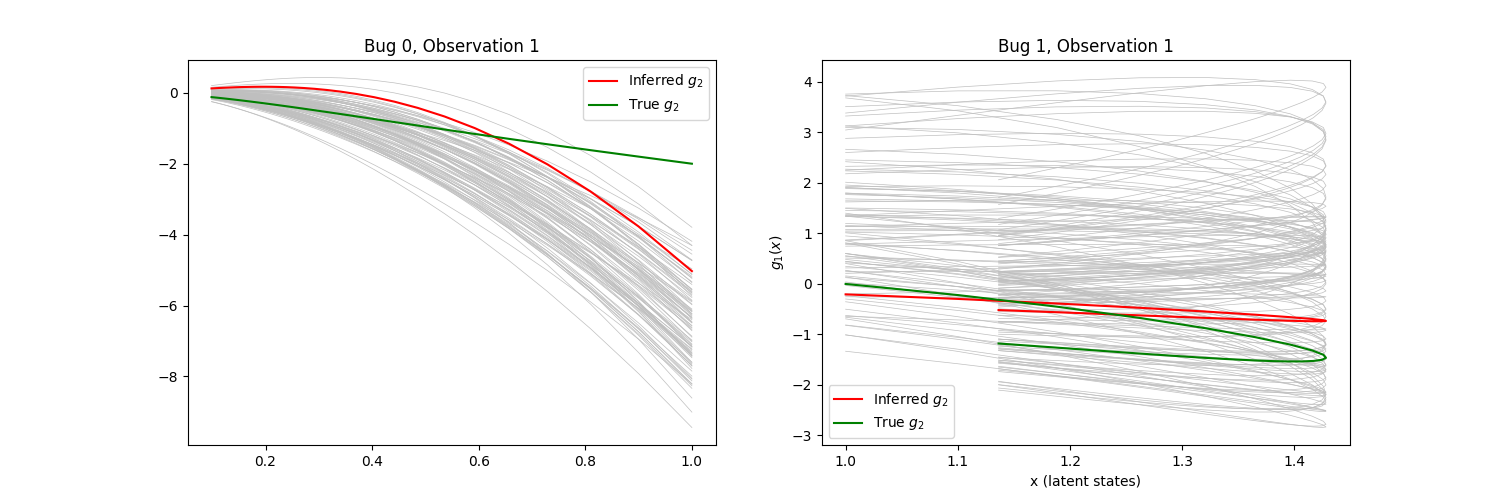 Bug 0, Observation 1
Inferred g₂
True g₂
0
−2
−4
−6
−8
0.2 0.4 0.6 0.8 1.0
Bug 1, Observation 1
g₁(x)
4
3
2
1
0
−1
−2
−3
Inferred g₂
True g₂
1.0 1.1 1.2 1.3 1.4
x (latent states)